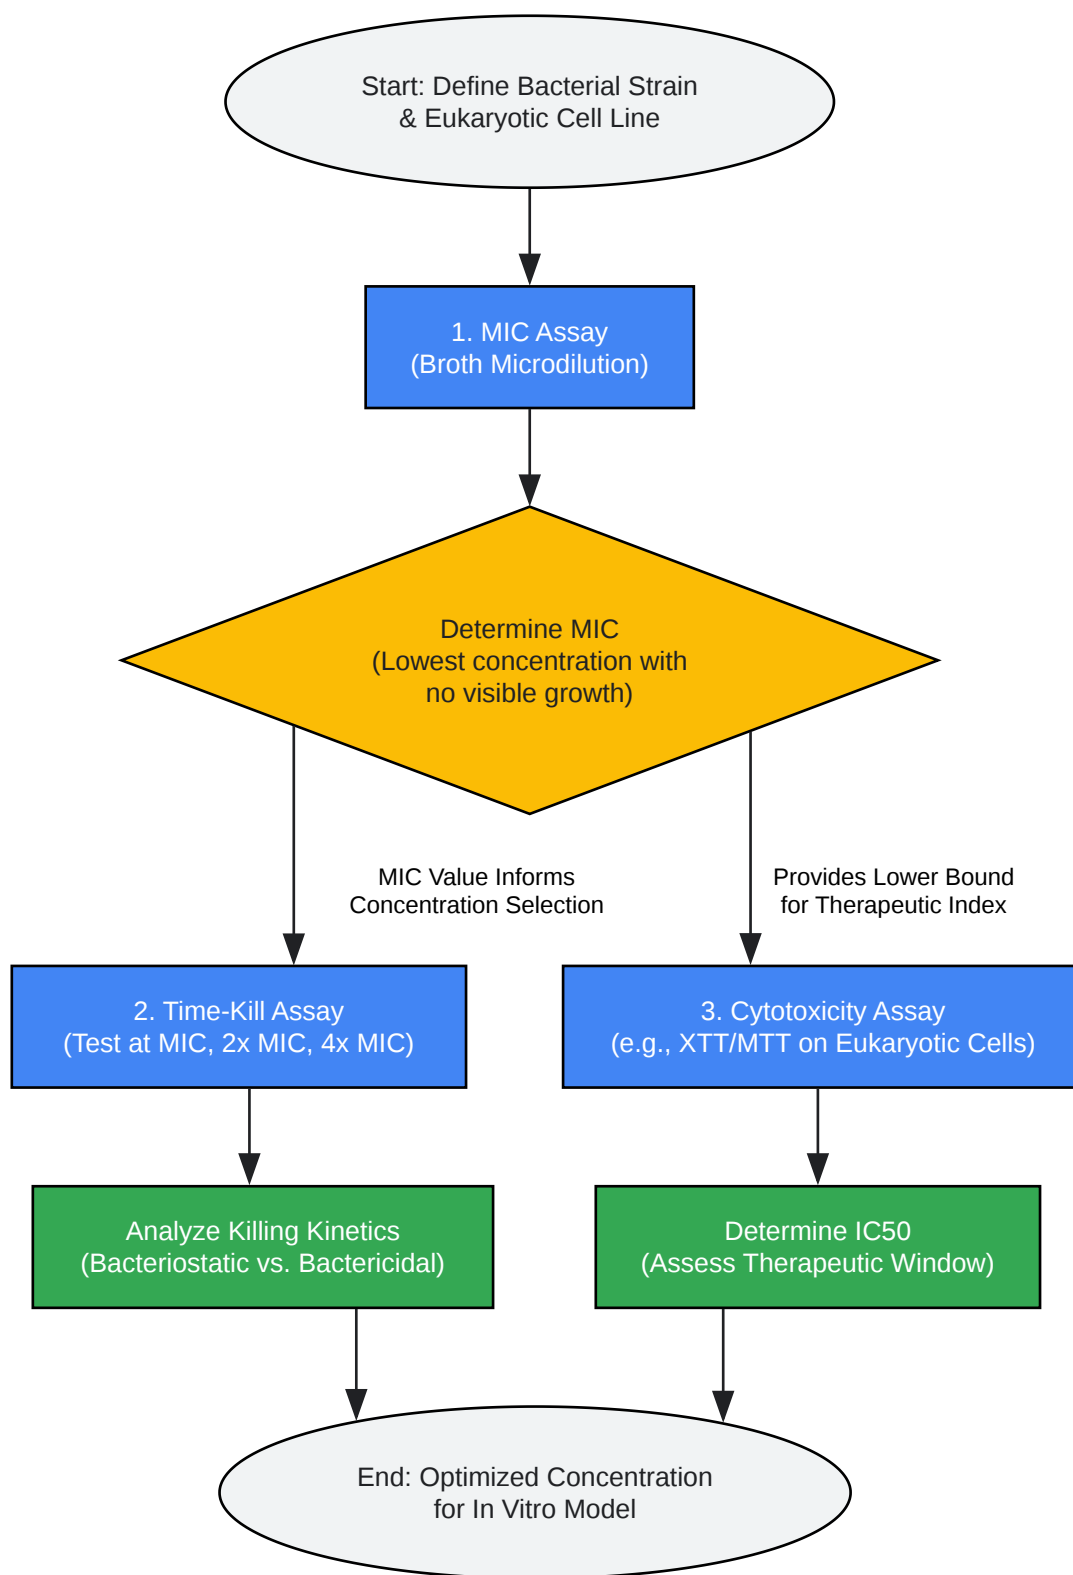 Start: Define Bacterial Strain
& Eukaryotic Cell Line
1. MIC Assay
(Broth Microdilution)
Determine MIC
(Lowest concentration with
no visible growth)
MIC Value Informs
Concentration Selection
Provides Lower Bound
for Therapeutic Index
2. Time-Kill Assay
(Test at MIC, 2x MIC, 4x MIC)
3. Cytotoxicity Assay
(e.g., XTT/MTT on Eukaryotic Cells)
Analyze Killing Kinetics
(Bacteriostatic vs. Bactericidal)
Determine IC50
(Assess Therapeutic Window)
End: Optimized Concentration
for In Vitro Model